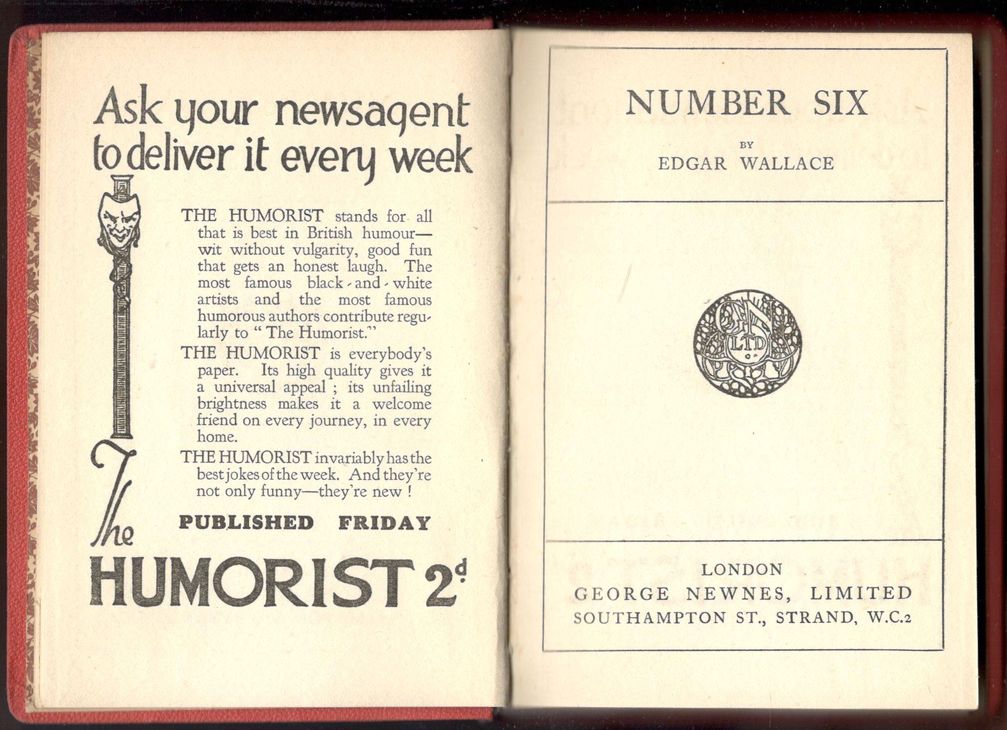 Ask your newsagent
to deliver it every week
THE HUMORIST stands for all
that is best in British humour—
wit without vulgarity, good fun
that gets an honest laugh. The
most famous black-and-white
artists and the most famous
humorous authors contribute regu-
larly to "The Humorist."
THE HUMORIST is everybody's
paper. Its high quality gives it
a universal appeal ; its unfailing
brightness makes it a welcome
friend on every journey, in every
home.
THE HUMORIST invariably has the
best jokes of the week. And they're
not only funny—they're new !
PUBLISHED FRIDAY
The
HUMORIST 2d.
NUMBER SIX
BY
EDGAR WALLACE
LTD
LONDON
GEORGE NEWNES, LIMITED
SOUTHAMPTON ST., STRAND, W.C.2